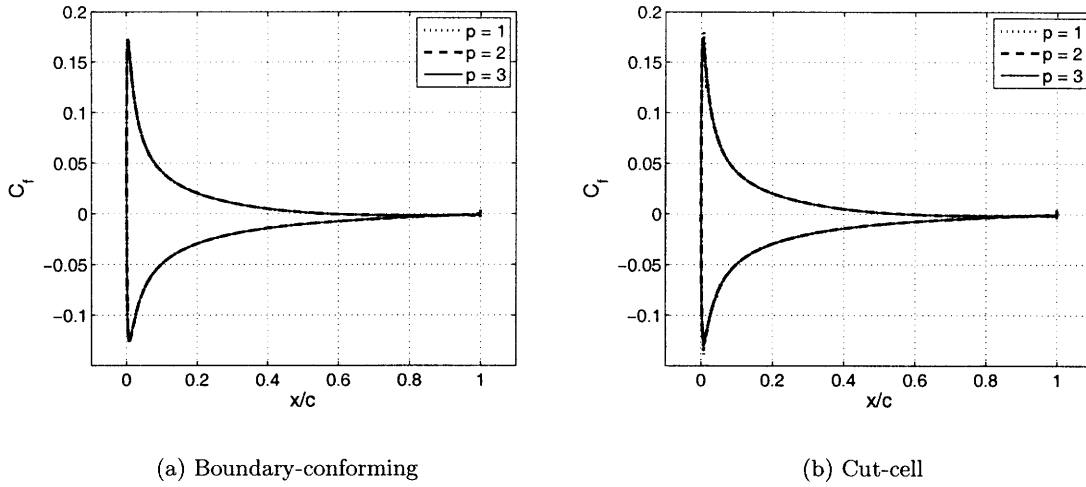 0.2
0.15
0.1
0.05
0
−0.05
−0.1
C_f
0
0.2
0.4
0.6
0.8
1
x/c
p = 1
p = 2
p = 3
(a) Boundary-conforming
0.2
0.15
0.1
0.05
0
−0.05
−0.1
C_f
0
0.2
0.4
0.6
0.8
1
x/c
p = 1
p = 2
p = 3
(b) Cut-cell